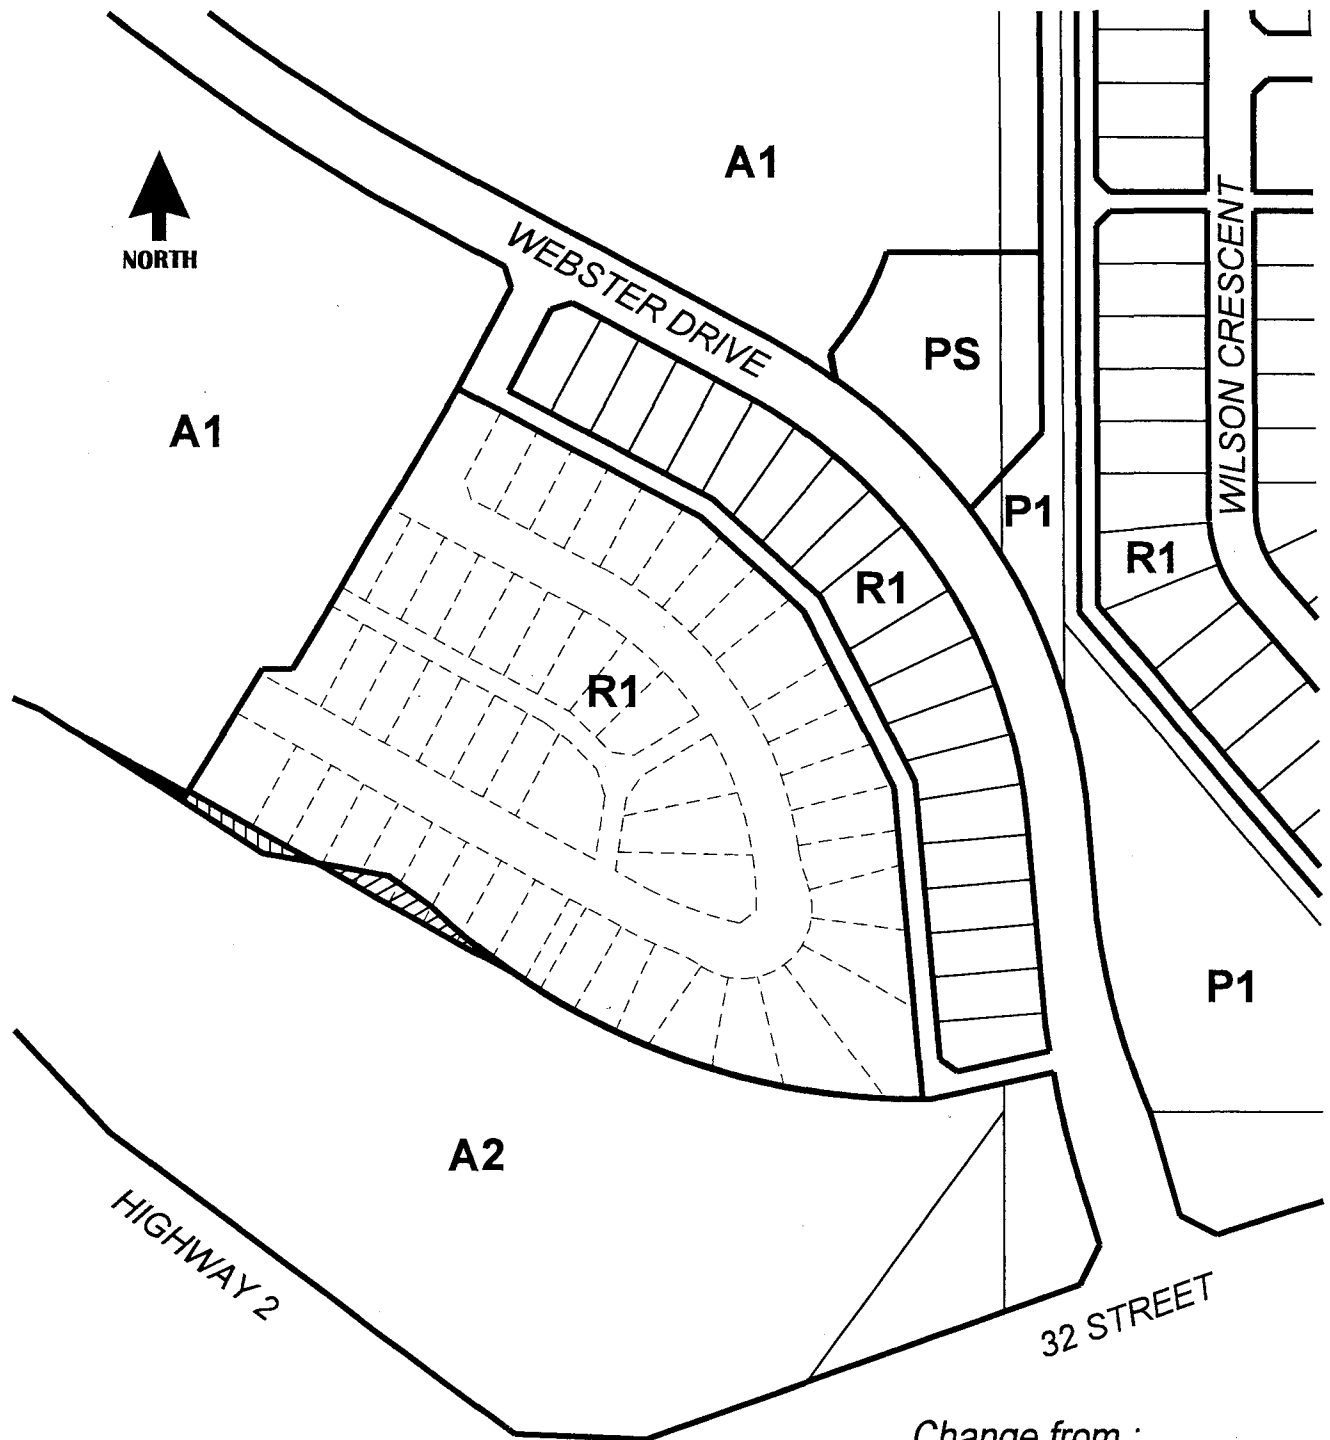 A1
NORTH
WEBSTER DRIVE
WILSON CRESCENT
PS
A1
P1
R1
R1
R1
P1
A2
HIGHWAY 2
32 STREET
Change from :